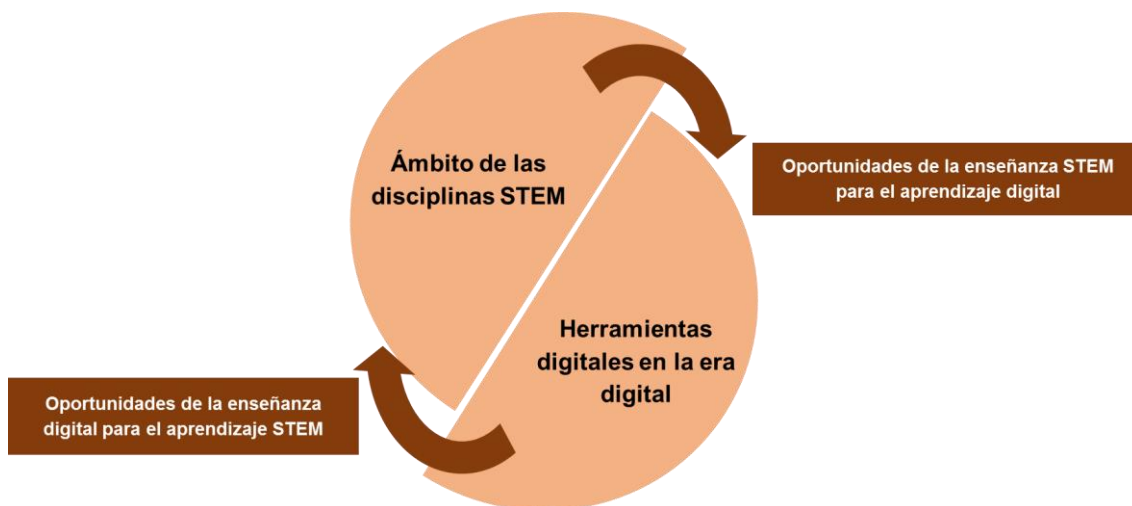 Ámbito de las
disciplinas STEM
Oportunidades de la enseñanza STEM
para el aprendizaje digital
Herramientas
digitales en la era
digital
Oportunidades de la enseñanza
digital para el aprendizaje STEM